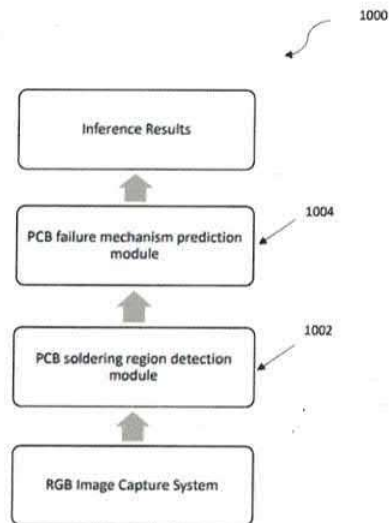 1000
Inference Results
1004
PCB failure mechanism prediction
module
1002
PCB soldering region detection
module
RGB Image Capture System